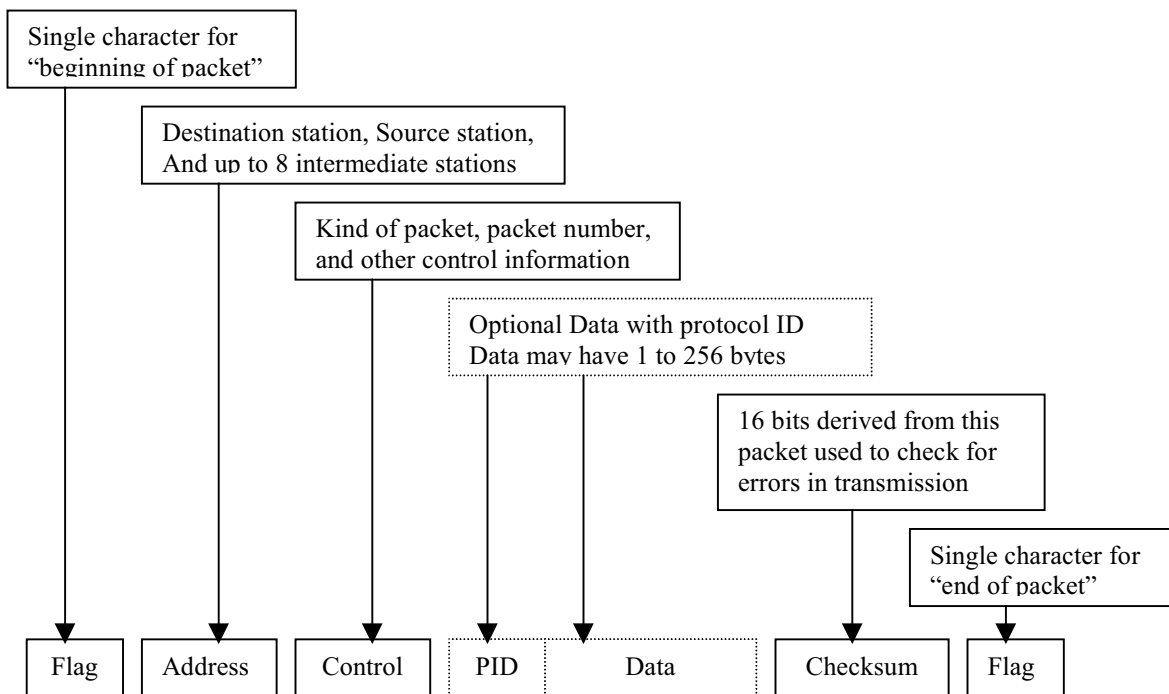 Single character for
“beginning of packet”
Destination station, Source station,
And up to 8 intermediate stations
Kind of packet, packet number,
and other control information
Optional Data with protocol ID
Data may have 1 to 256 bytes
16 bits derived from this
packet used to check for
errors in transmission
Single character for
“end of packet”
Flag Address Control PID Data Checksum Flag